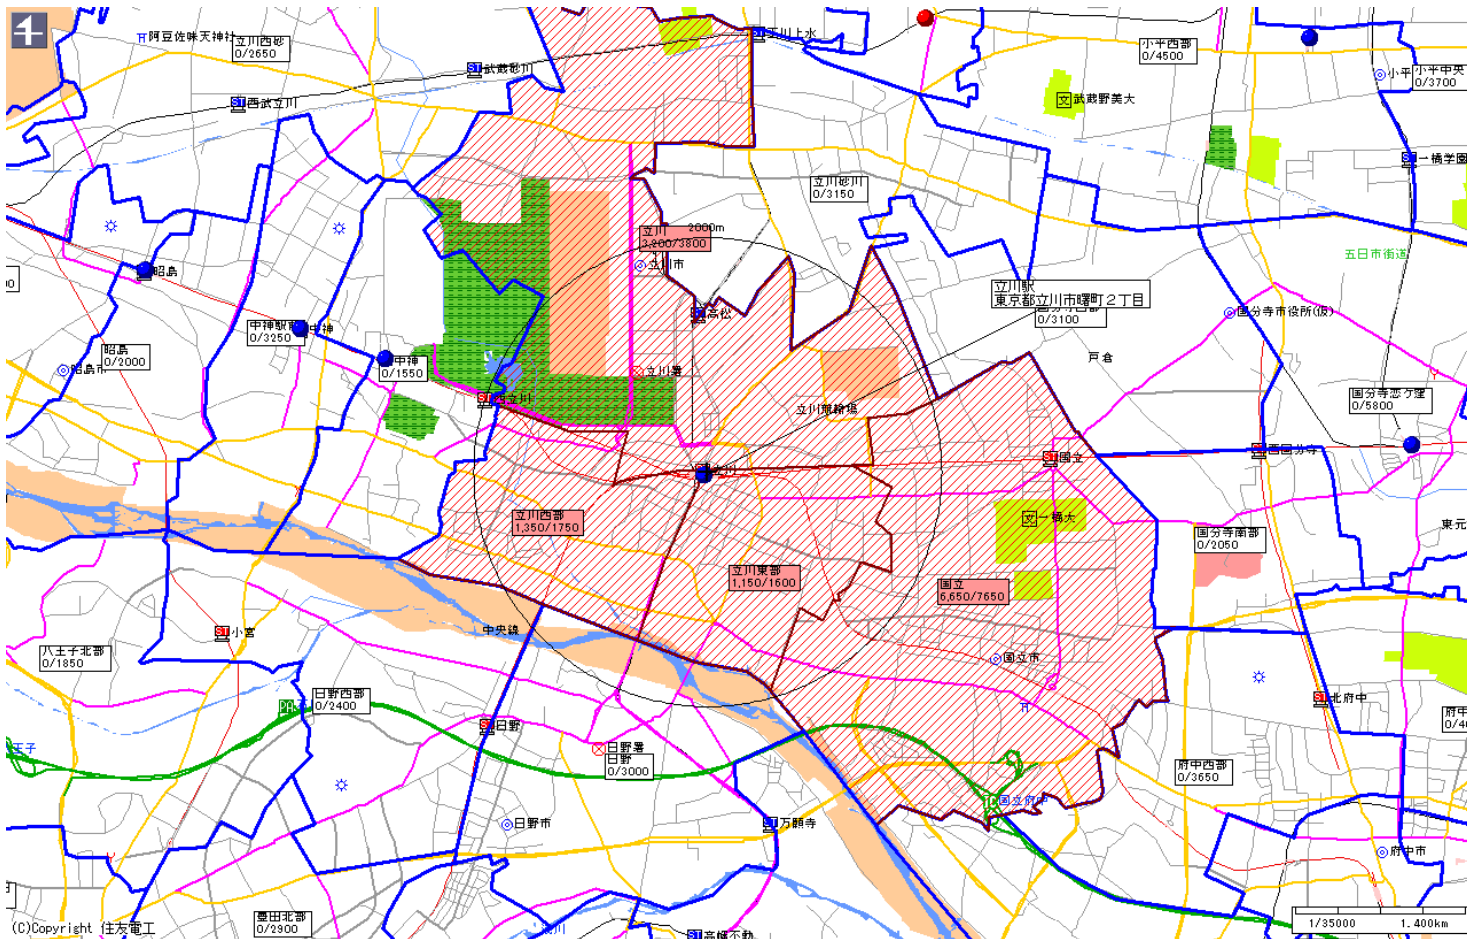 阿豆佐味天神社
立川西砂
0/2650
武蔵砂川
西武立川
玉川上水
小平西部
0/4500
小平
小平中央
0/3700
武蔵野美大
一橋学園
立川砂川
0/3150
立川
3,200/3800
2000m
立川市
五日市街道
昭島
立川駅
東京都立川市曙町2丁目
0/3100
国分寺市役所(仮)
高松
中神駅前
0/3250
中神
昭島
0/2000
昭島市
中神
0/1550
戸倉
立川署
西立川
立川競輪場
国分寺恋ケ窪
0/5800
立川
国立
西国分寺
立川西部
1,350/1750
一橋大
国分寺南部
0/2050
東元
立川東部
1,150/1600
国立
6,650/7650
中央線
小宮
八王子北部
0/1850
国立市
日野西部
0/2400
PA
北府中
日野
日野署
日野
0/3000
王子
府中西部
0/3650
IC
国立府中
日野市
万願寺
府中市
豊田北部
0/2900
高幡不動
(C)Copyright 住友電工
1/35000
1.400km